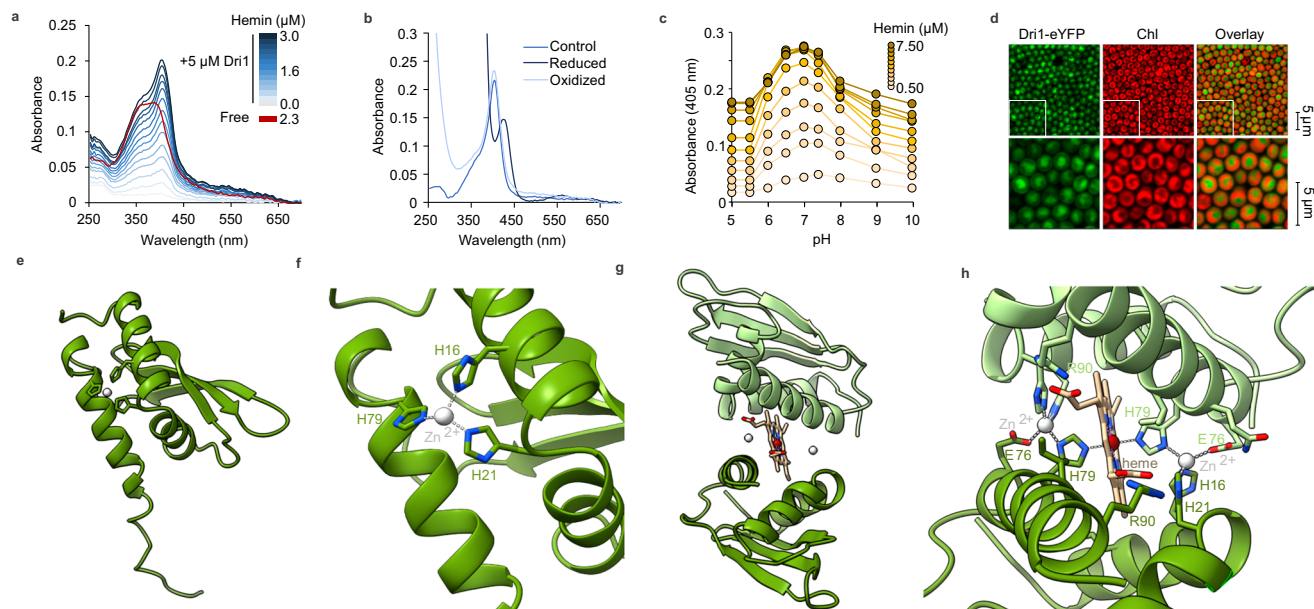 a
Hemin (µM)
0.25
0.2
0.15
0.1
0.05
0
Absorbance
+5 µM Dri1
3.0
1.6
0.0
Free
2.3
250
350
450
550
650
Wavelength (nm)
b
0.3
0.25
0.2
0.15
0.1
0.05
0
Absorbance
Control
Reduced
Oxidized
250
350
450
550
650
Wavelength (nm)
c
Hemin (µM)
7.50
0.50
0.3
0.2
0.1
0
Absorbance (405 nm)
5
6
7
8
9
10
pH
d
Dri1-eYFP
Chl
Overlay
5 µm
5 µm
e
f
H16
H79
Zn 2+
H21
g
h
R90
Zn 2+
H79
E76
E76
H79
heme
Zn 2+
H16
H21
R90